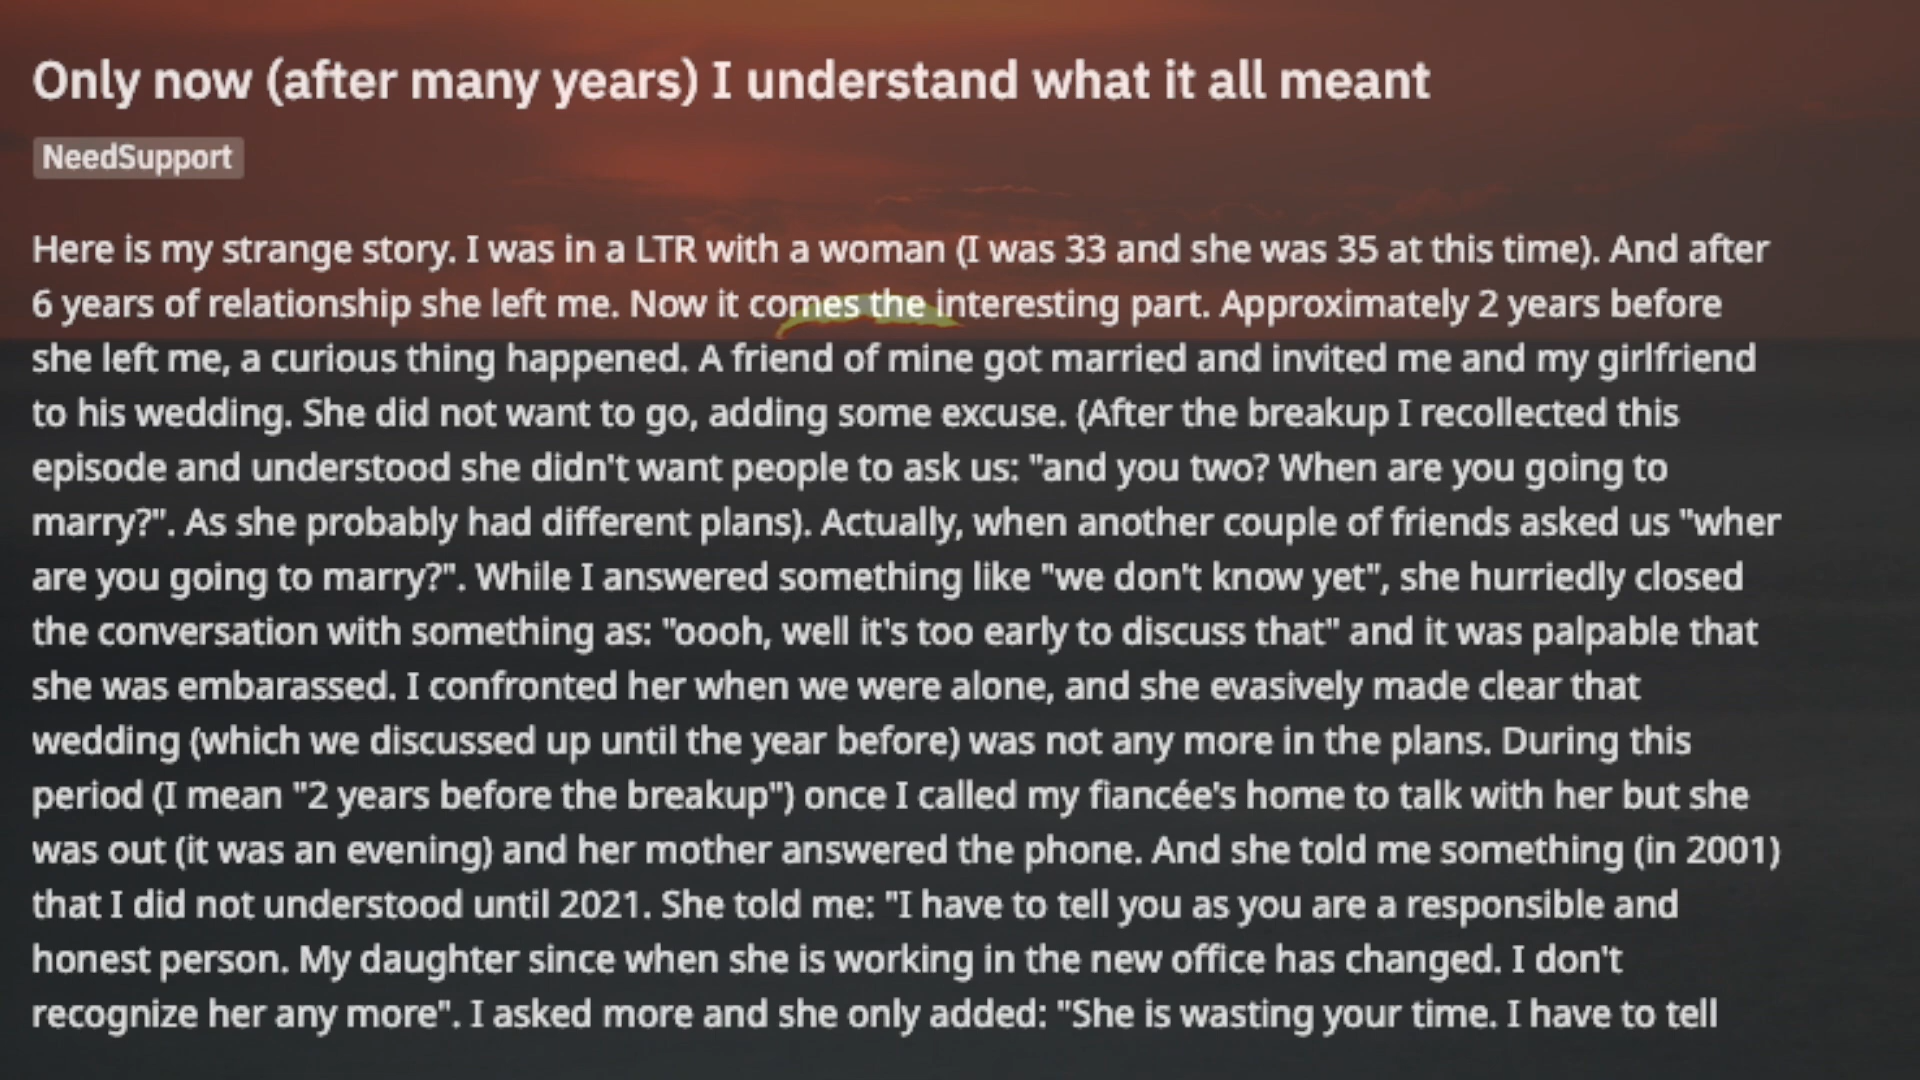 Only now (after many years) I understand what it all meant
NeedSupport
Here is my strange story. I was in a LTR with a woman (I was 33 and she was 35 at this time). And after
6 years of relationship she left me. Now it comes the interesting part. Approximately 2 years before
she left me, a curious thing happened. A friend of mine got married and invited me and my girlfriend
to his wedding. She did not want to go, adding some excuse. (After the breakup I recollected this
episode and understood she didn't want people to ask us: "and you two? When are you going to
marry?". As she probably had different plans). Actually, when another couple of friends asked us "wher
are you going to marry?". While I answered something like "we don't know yet", she hurriedly closed
the conversation with something as: "oooh, well it's too early to discuss that" and it was palpable that
she was embarassed. I confronted her when we were alone, and she evasively made clear that
wedding (which we discussed up until the year before) was not any more in the plans. During this
period (I mean "2 years before the breakup") once I called my fiancée's home to talk with her but she
was out (it was an evening) and her mother answered the phone. And she told me something (in 2001)
that I did not understood until 2021. She told me: "I have to tell you as you are a responsible and
honest person. My daughter since when she is working in the new office has changed. I don't
recognize her any more". I asked more and she only added: "She is wasting your time. I have to tell